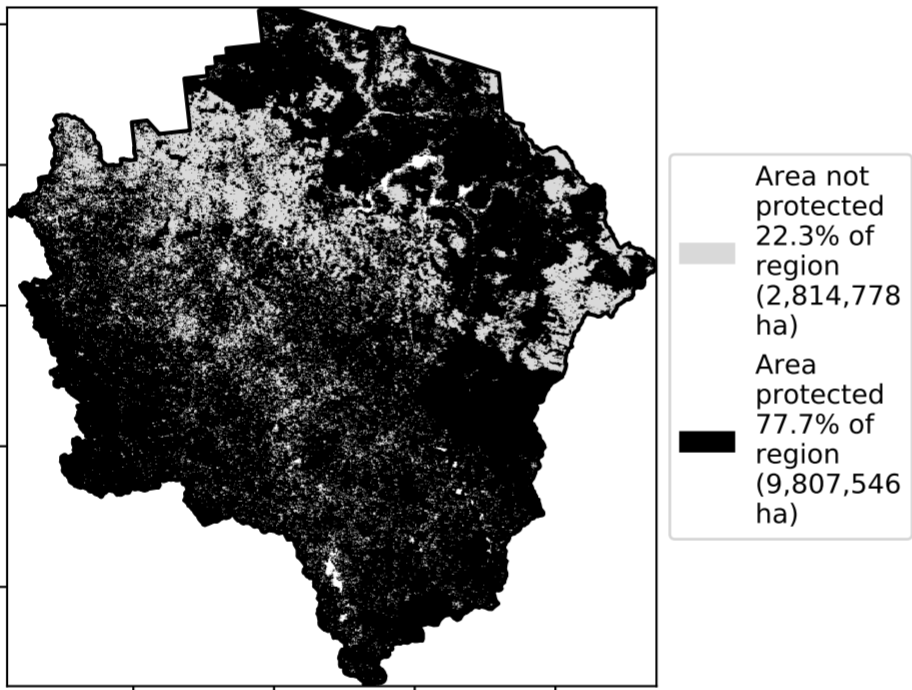 Area not
protected
22.3% of
region
(2,814,778
ha)
Area
protected
77.7% of
region
(9,807,546
ha)